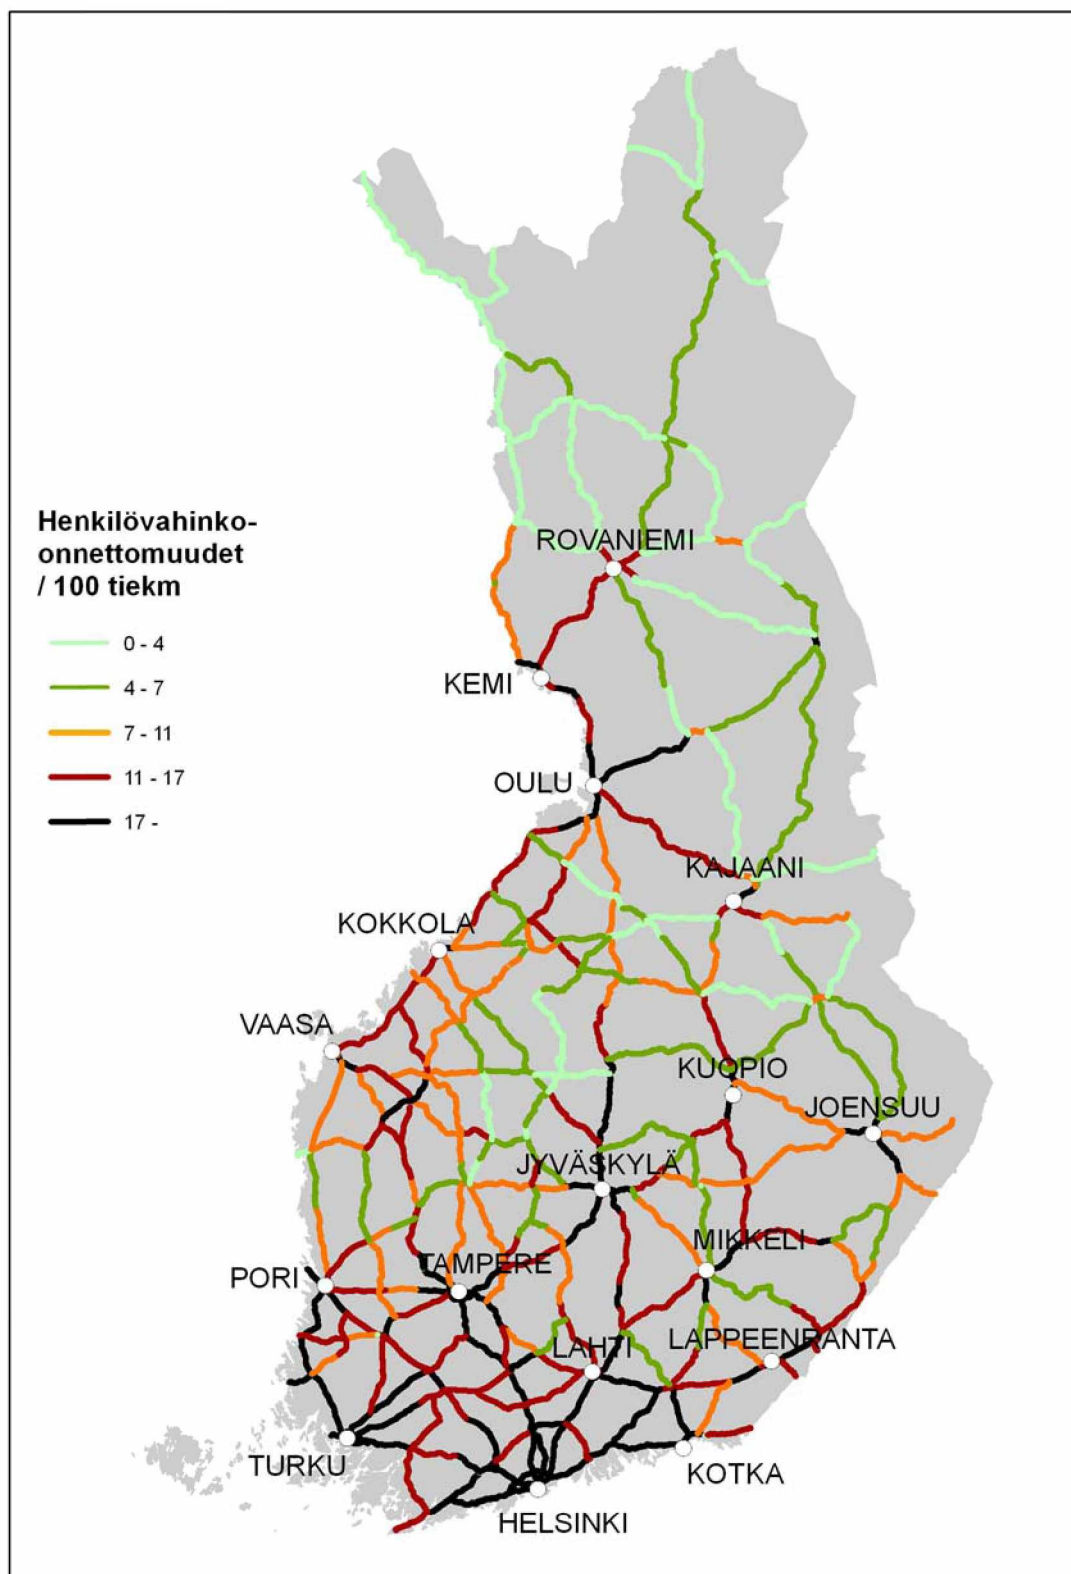 Henkilövahinko-
onnettomuudet
/ 100 tiekm
0 - 4
4 - 7
7 - 11
11 - 17
17 -
ROVANIEMI
KEMI
OULU
KAJAANI
KOKKOLA
VAASA
KUOPIO
JOENSUU
JYVÄSKYLÄ
MIKKELI
TAMPERE
PORI
LAPPEENRANTA
LAHTI
TURKU
KOTKA
HELSINKI